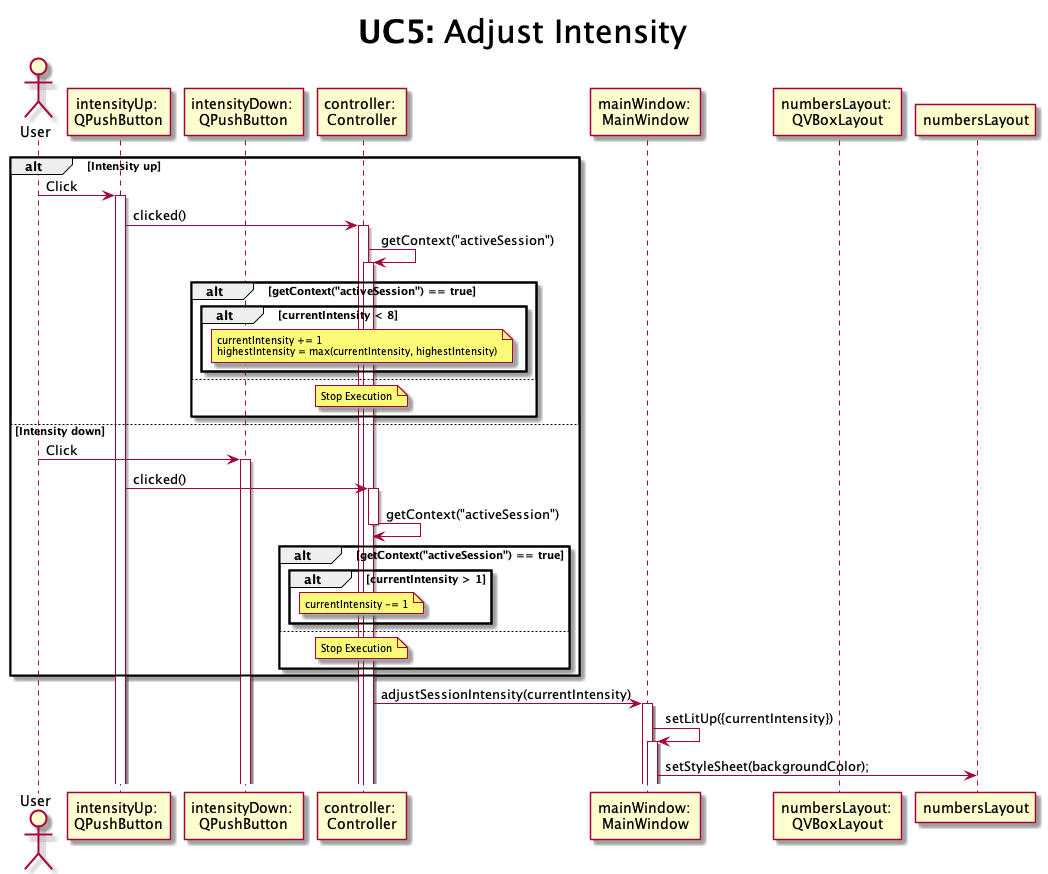 UC5: Adjust Intensity
User
intensityUp:
QPushButton
intensityDown:
QPushButton
controller:
Controller
mainWindow:
MainWindow
numbersLayout:
QVBoxLayout
numbersLayout
alt [Intensity up]
Click
clicked()
getContext("activeSession")
alt [getContext("activeSession") == true]
alt [currentIntensity < 8]
currentIntensity += 1
highestIntensity = max(currentIntensity, highestIntensity)
Stop Execution
[Intensity down]
Click
clicked()
getContext("activeSession")
alt [getContext("activeSession") == true]
alt [currentIntensity > 1]
currentIntensity -= 1
Stop Execution
adjustSessionIntensity(currentIntensity)
setLitUp({currentIntensity})
setStyleSheet(backgroundColor);
User
intensityUp:
QPushButton
intensityDown:
QPushButton
controller:
Controller
mainWindow:
MainWindow
numbersLayout:
QVBoxLayout
numbersLayout